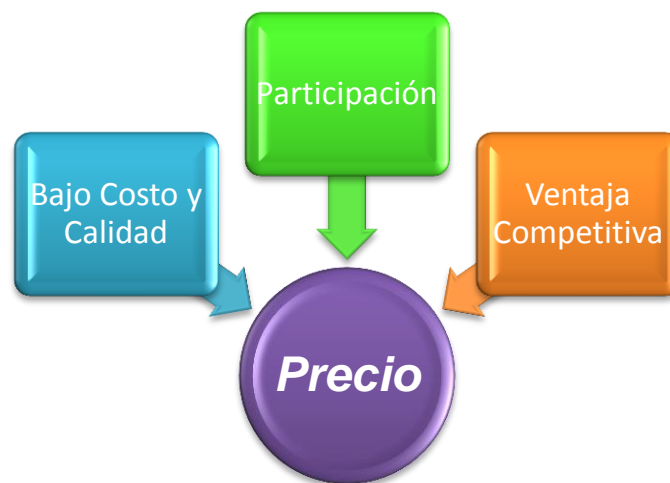 Participación
Bajo Costo y
Calidad
Ventaja
Competitiva
Precio